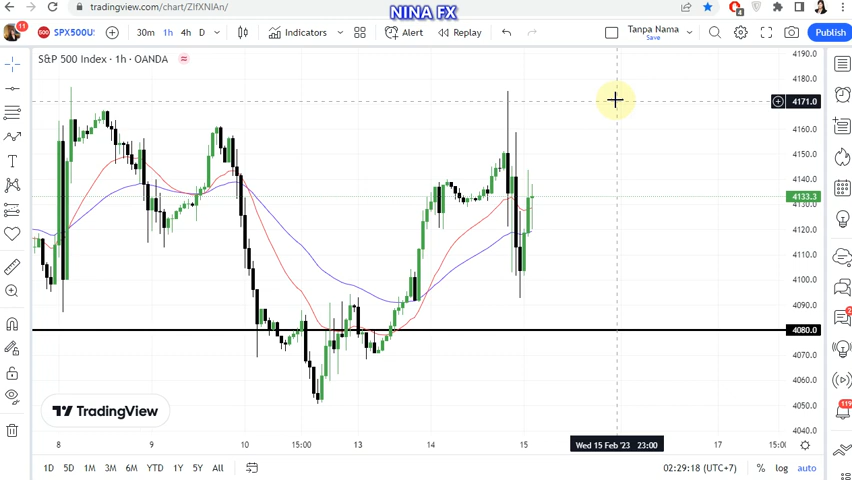 NINA FX
tradingview.com/chart/ZIfXNIAn/
11
SPX500U
30m 1h 4h D
Indicators
Alert
Replay
Tanpa Nama
Save
Publish
S&P 500 Index · 1h · OANDA
4190.0
4180.0
4171.0
4160.0
4150.0
4140.0
4133.3
4130.0
4120.0
4110.0
4100.0
4090.0
4080.0
4070.0
4060.0
4050.0
4040.0
TradingView
8 9 10 15:00 13 14 15 Wed 15 Feb '23 23:00 17 15:0
1D 5D 1M 3M 6M YTD 1Y 5Y All
02:29:18 (UTC+7)
% log auto